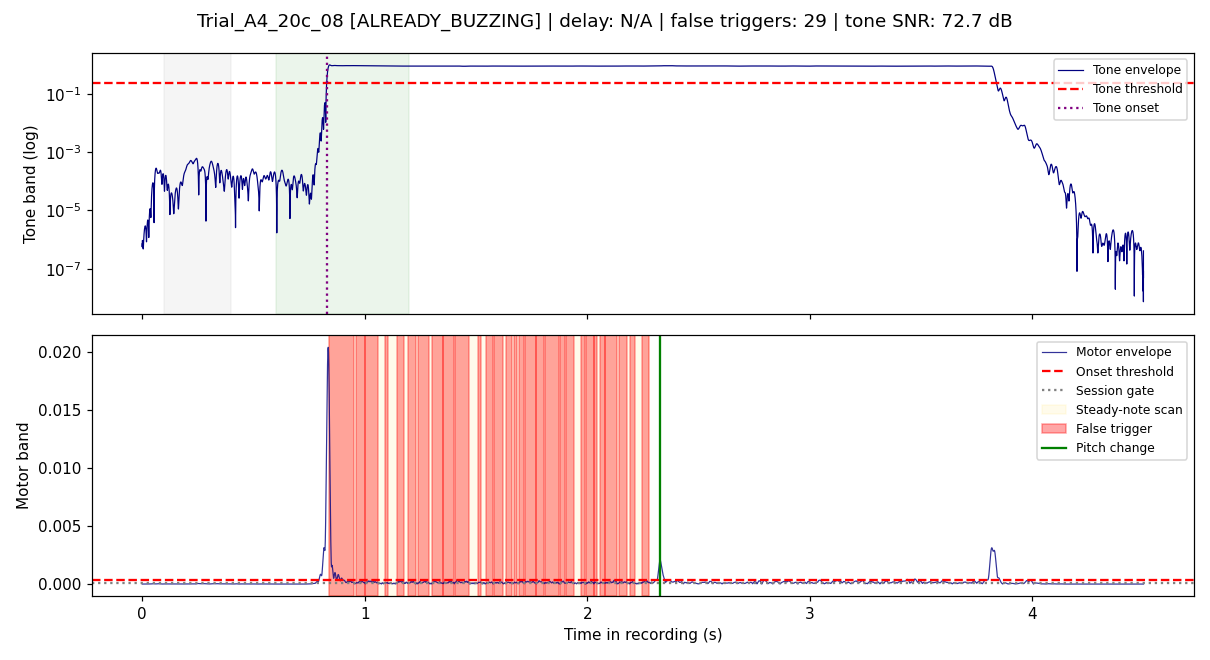 Trial_A4_20c_08 [ALREADY_BUZZING] | delay: N/A | false triggers: 29 | tone SNR: 72.7 dB
Tone band (log)
10⁻¹
10⁻³
10⁻⁵
10⁻⁷
Tone envelope
Tone threshold
Tone onset
Motor band
0.020
0.015
0.010
0.005
0.000
Motor envelope
Onset threshold
Session gate
Steady-note scan
False trigger
Pitch change
0 1 2 3 4
Time in recording (s)